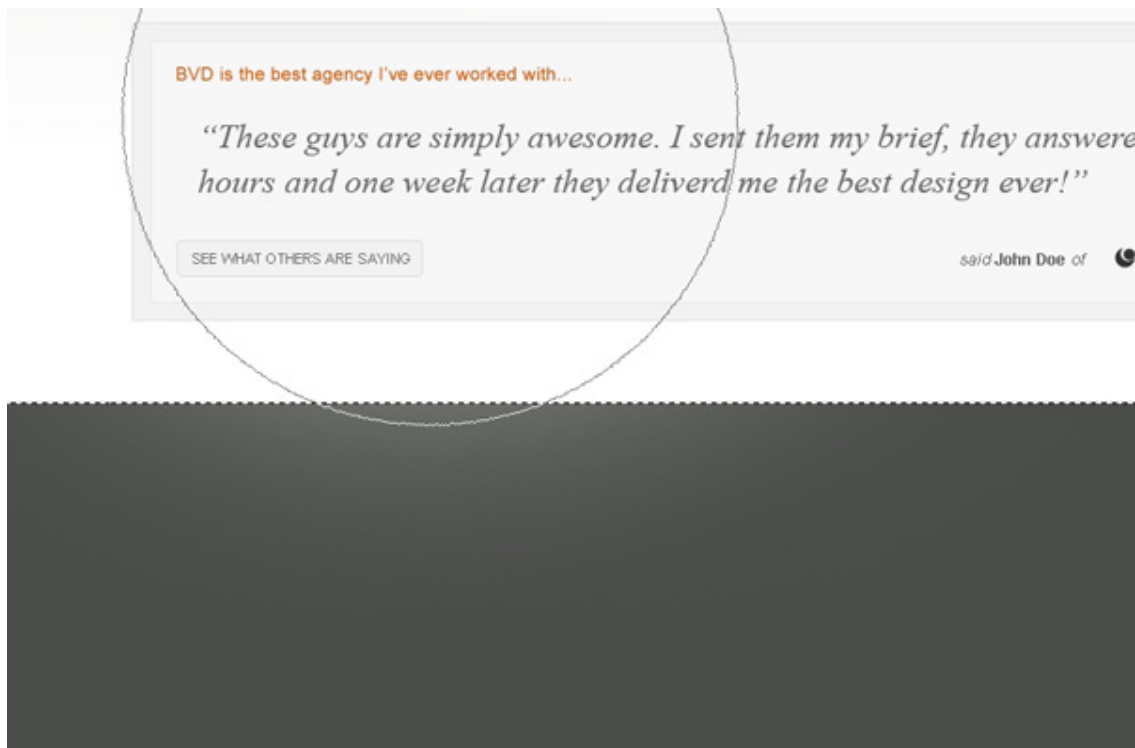 BVD is the best agency I've ever worked with...
“These guys are simply awesome. I sent them my brief, they answere
hours and one week later they deliverd me the best design ever!”
SEE WHAT OTHERS ARE SAYING
said John Doe of